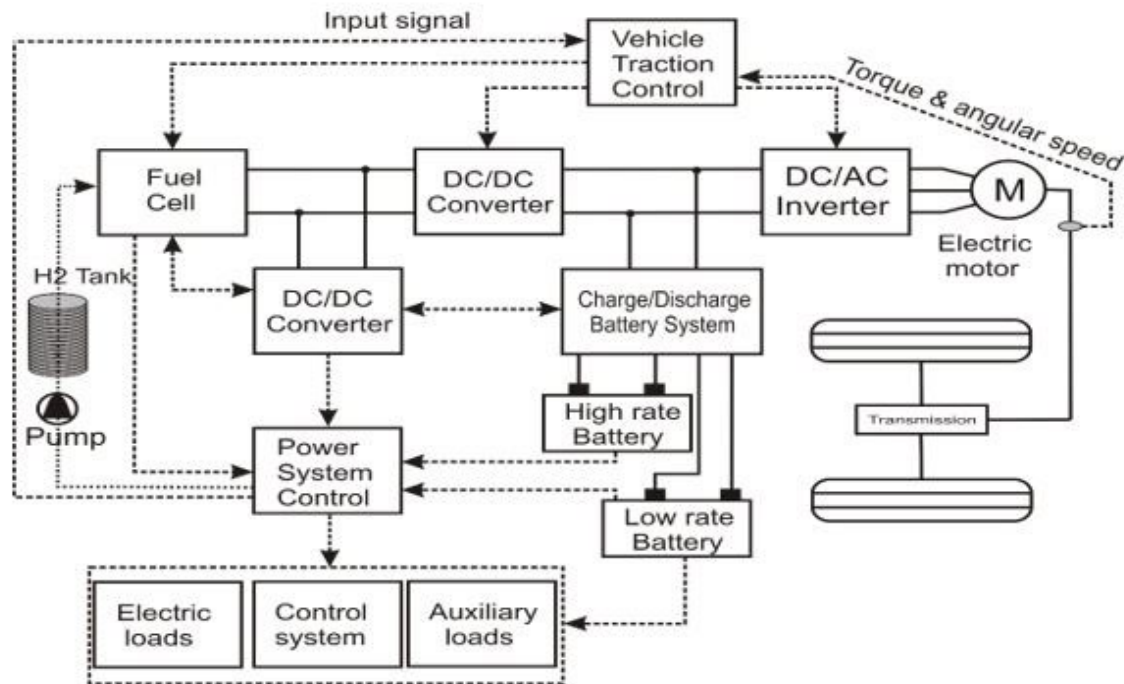 Input signal
Vehicle
Traction
Control
Torque & angular speed
Fuel
Cell
DC/DC
Converter
DC/AC
Inverter
M
Electric
motor
H2 Tank
DC/DC
Converter
Charge/Discharge
Battery System
Pump
High rate
Battery
Transmission
Power
System
Control
Low rate
Battery
Electric
loads
Control
system
Auxiliary
loads